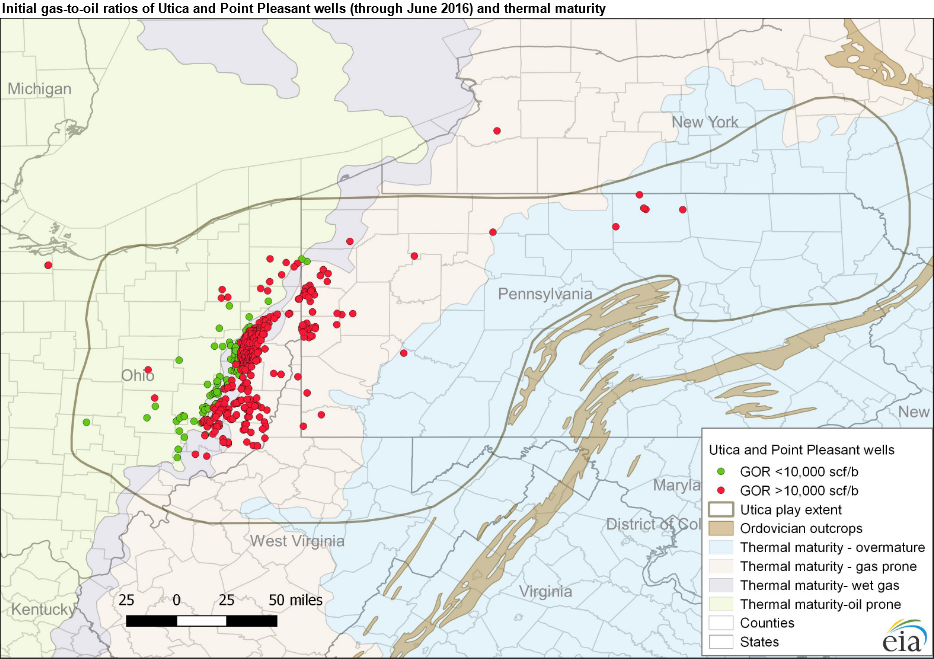 Initial gas-to-oil ratios of Utica and Point Pleasant wells (through June 2016) and thermal maturity
Michigan
New York
Pennsylvania
Ohio
New
Maryla
District of Col
West Virginia
Virginia
Kentucky
25 0 25 50 miles
Utica and Point Pleasant wells
GOR <10,000 scf/b
GOR >10,000 scf/b
Utica play extent
Ordovician outcrops
Thermal maturity - overmature
Thermal maturity - gas prone
Thermal maturity- wet gas
Thermal maturity-oil prone
Counties
States
eia